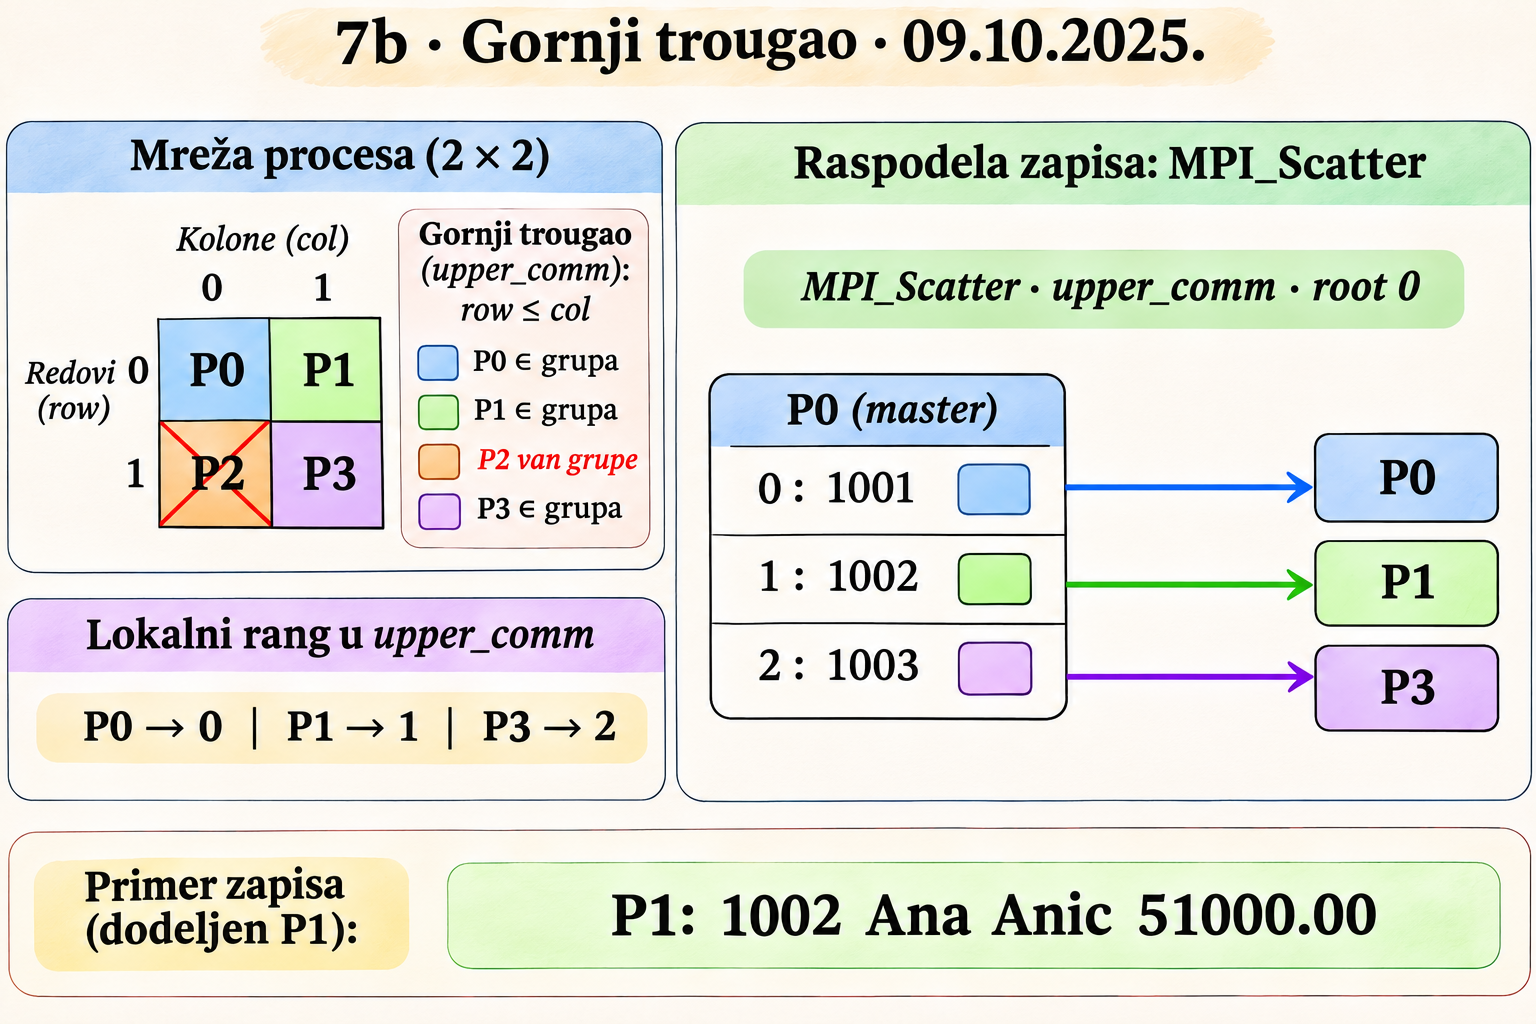 7b · Gornji trougao · 09.10.2025.
Mreža procesa (2 × 2)
Kolone (col)
0 1
Redovi 0 P0 P1
(row)
1 P2 P3
Gornji trougao
(upper_comm):
row ≤ col
P0 ∈ grupa
P1 ∈ grupa
P2 van grupe
P3 ∈ grupa
Lokalni rang u upper_comm
P0 → 0 | P1 → 1 | P3 → 2
Raspodela zapisa: MPI_Scatter
MPI_Scatter · upper_comm · root 0
P0 (master)
0 : 1001
1 : 1002
2 : 1003
P0
P1
P3
Primer zapisa
(dodeljen P1):
P1: 1002 Ana Anic 51000.00